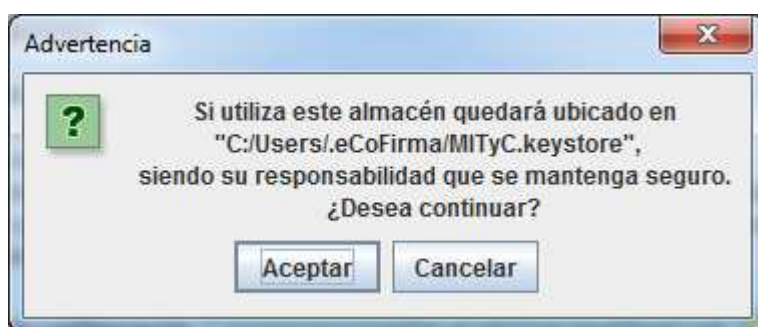 Advertencia
Si utiliza este almacén quedará ubicado en
"C:/Users/.eCoFirma/MITyC.keystore",
siendo su responsabilidad que se mantenga seguro.
¿Desea continuar?
Aceptar Cancelar